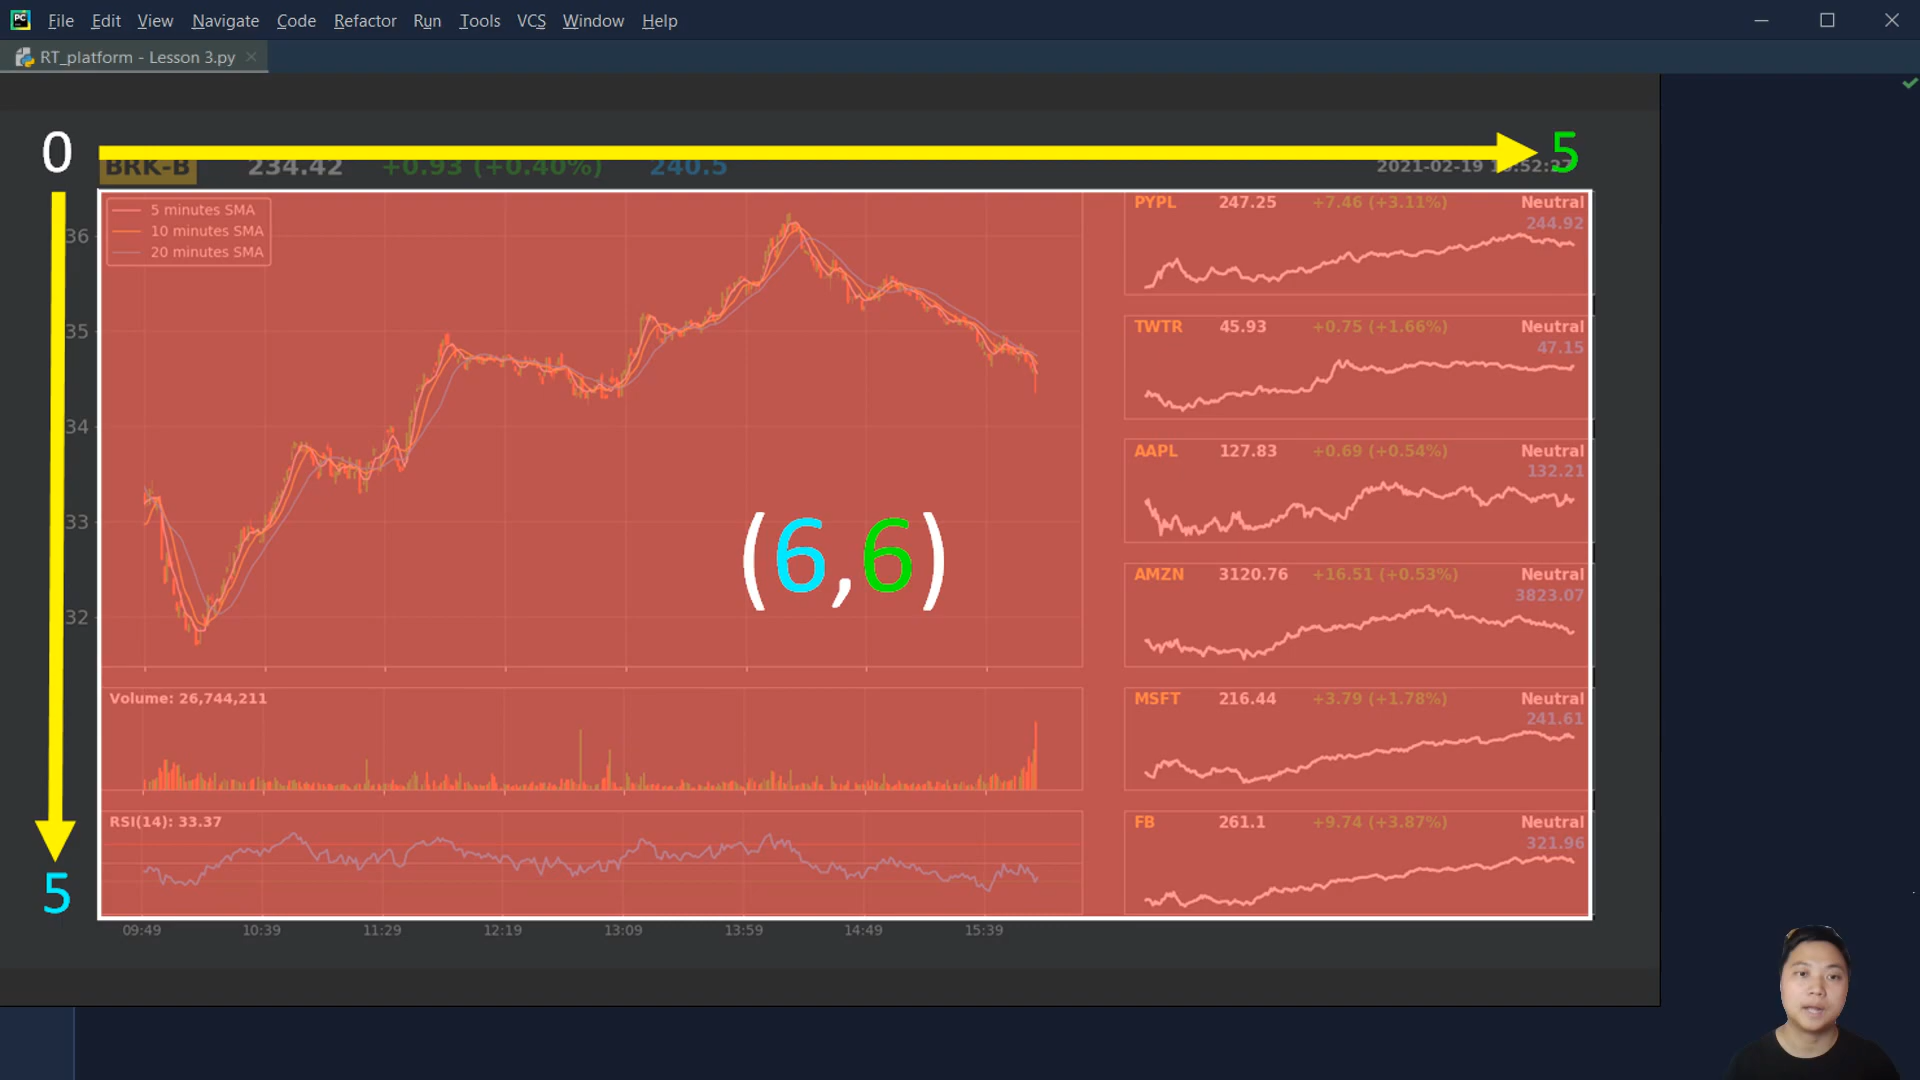 PC File Edit View Navigate Code Refactor Run Tools VCS Window Help
RT_platform - Lesson 3.py
0 5
BRK-B 234.42 +0.93 (+0.40%) 240.5 2021-02-19
5 minutes SMA
10 minutes SMA
20 minutes SMA
36
35
34
33
32
(6,6)
Volume: 26,744,211
RSI(14): 33.37
5
09:49 10:39 11:29 12:19 13:09 13:59 14:49 15:39
PYPL 247.25 +7.46 (+3.11%) Neutral
244.92
TWTR 45.93 +0.75 (+1.66%) Neutral
47.15
AAPL 127.83 +0.69 (+0.54%) Neutral
132.21
AMZN 3120.76 +16.51 (+0.53%) Neutral
3823.07
MSFT 216.44 +3.79 (+1.78%) Neutral
241.61
FB 261.1 +9.74 (+3.87%) Neutral
321.96